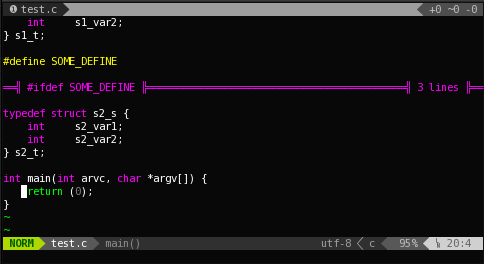 ❶ test.c +0 ~0 -0
int s1_var2;
} s1_t;
#define SOME_DEFINE
══╣ #ifdef SOME_DEFINE ╠══════════════════════════════════════════╣ 3 lines ╠══
typedef struct s2_s {
int s2_var1;
int s2_var2;
} s2_t;
int main(int arvc, char *argv[]) {
return (0);
}
~
~
NORM test.c main() utf-8 c 95% 20:4